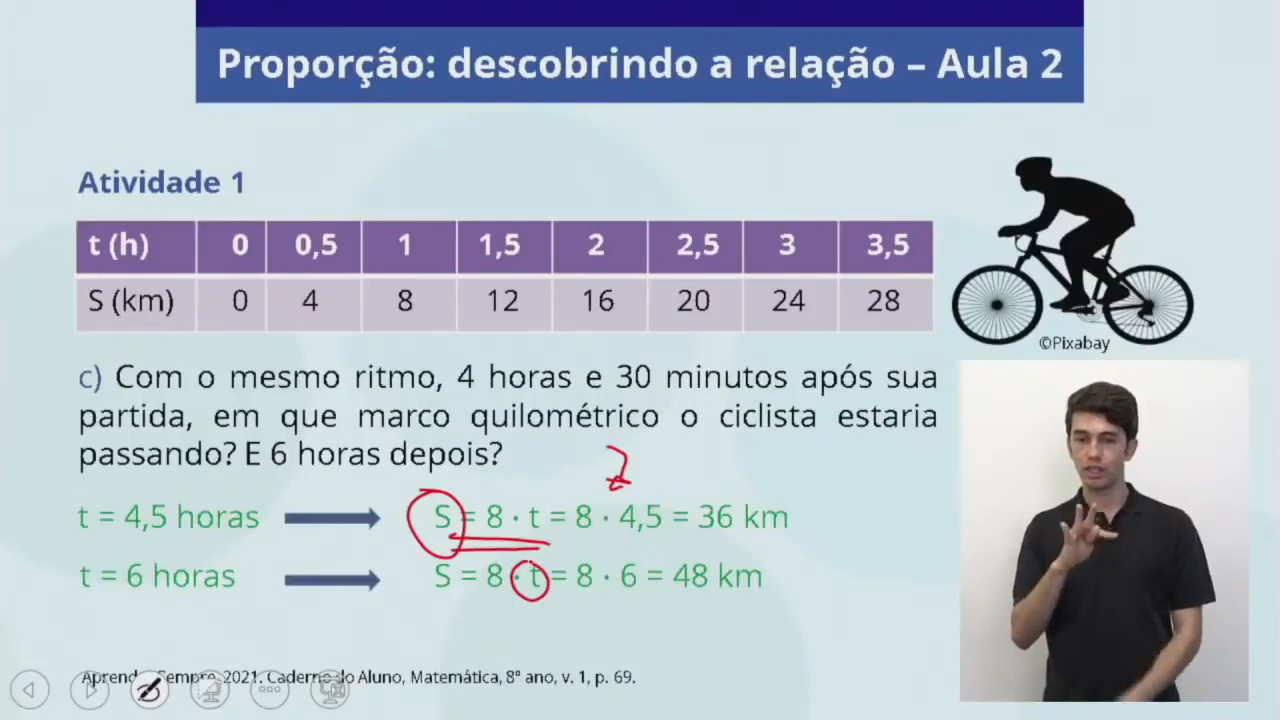 Proporção: descobrindo a relação – Aula 2
Atividade 1
t (h) 0 0,5 1 1,5 2 2,5 3 3,5
S (km) 0 4 8 12 16 20 24 28
©Pixabay
c) Com o mesmo ritmo, 4 horas e 30 minutos após sua
partida, em que marco quilométrico o ciclista estaria
passando? E 6 horas depois?
t = 4,5 horas S = 8 · t = 8 · 4,5 = 36 km
t = 6 horas S = 8 · t = 8 · 6 = 48 km
Sempre, 2021. Caderno do Aluno, Matemática, 8º ano, v. 1, p. 69.